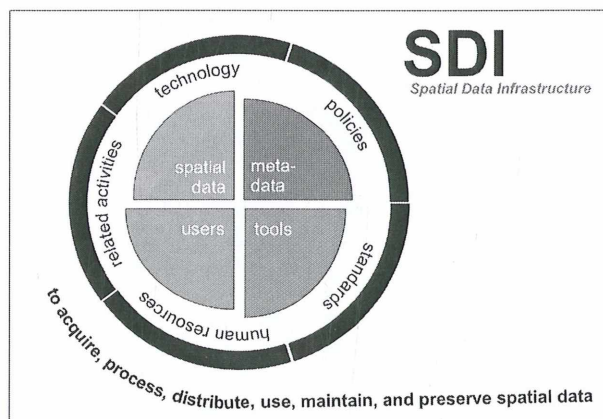 SDI
Spatial Data Infrastructure
technology
policies
standards
human resources
related activities
spatial
data
meta-
data
users
tools
to acquire, process, distribute, use, maintain, and preserve spatial data